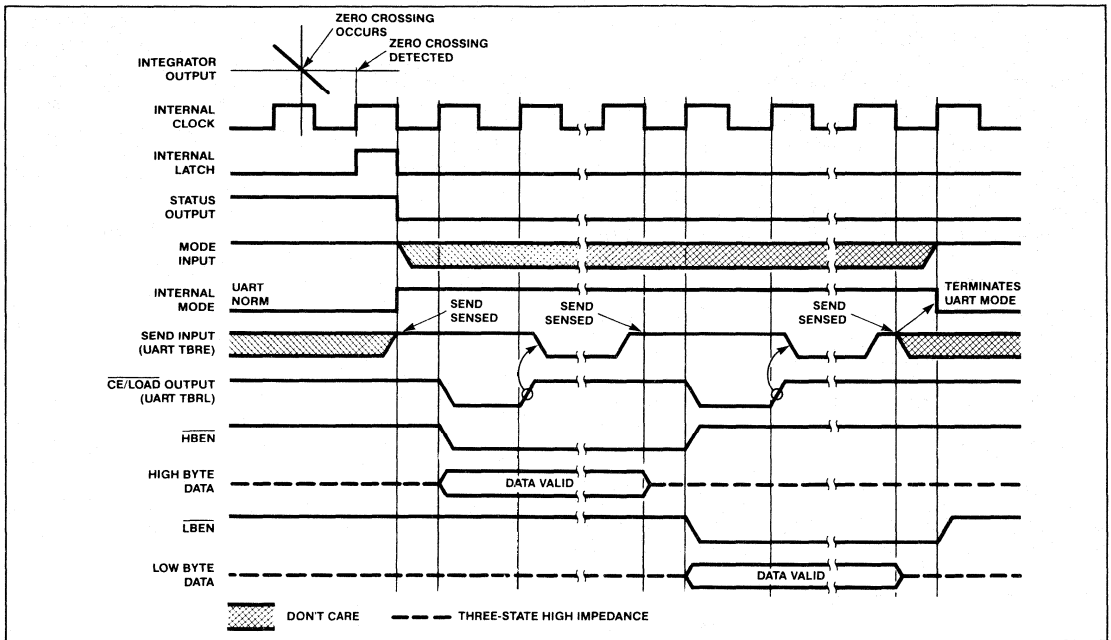 ZERO CROSSING
OCCURS
ZERO CROSSING
DETECTED
INTEGRATOR
OUTPUT
INTERNAL
CLOCK
INTERNAL
LATCH
STATUS
OUTPUT
MODE
INPUT
INTERNAL
MODE
UART
NORM
SEND
SENSED
SEND
SENSED
SEND
SENSED
TERMINATES
UART MODE
SEND INPUT
(UART TBRE)
CE/LOAD OUTPUT
(UART TBRL)
HBEN
HIGH BYTE
DATA
DATA VALID
LBEN
LOW BYTE
DATA
DATA VALID
DON'T CARE
THREE-STATE HIGH IMPEDANCE